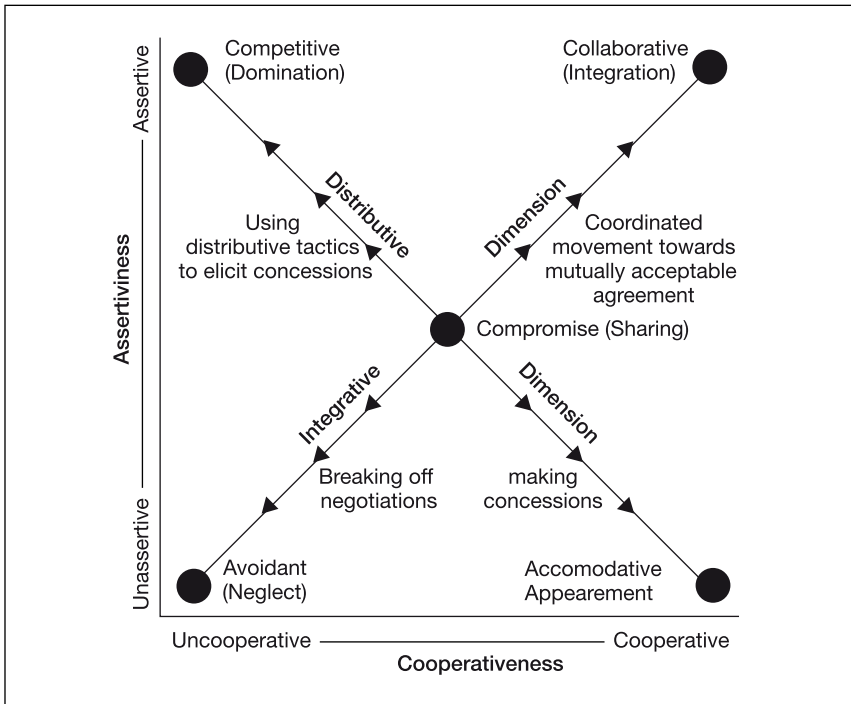 Competitive
(Domination)
Collaborative
(Integration)
Assertive
Distributive
Dimension
Using
distributive tactics
to elicit concessions
Coordinated
movement towards
mutually acceptable
agreement
Assertiviness
Compromise (Sharing)
Integrative
Dimension
Breaking off
negotiations
making
concessions
Unassertive
Avoidant
(Neglect)
Accomodative
Appearement
Uncooperative
Cooperative
Cooperativeness